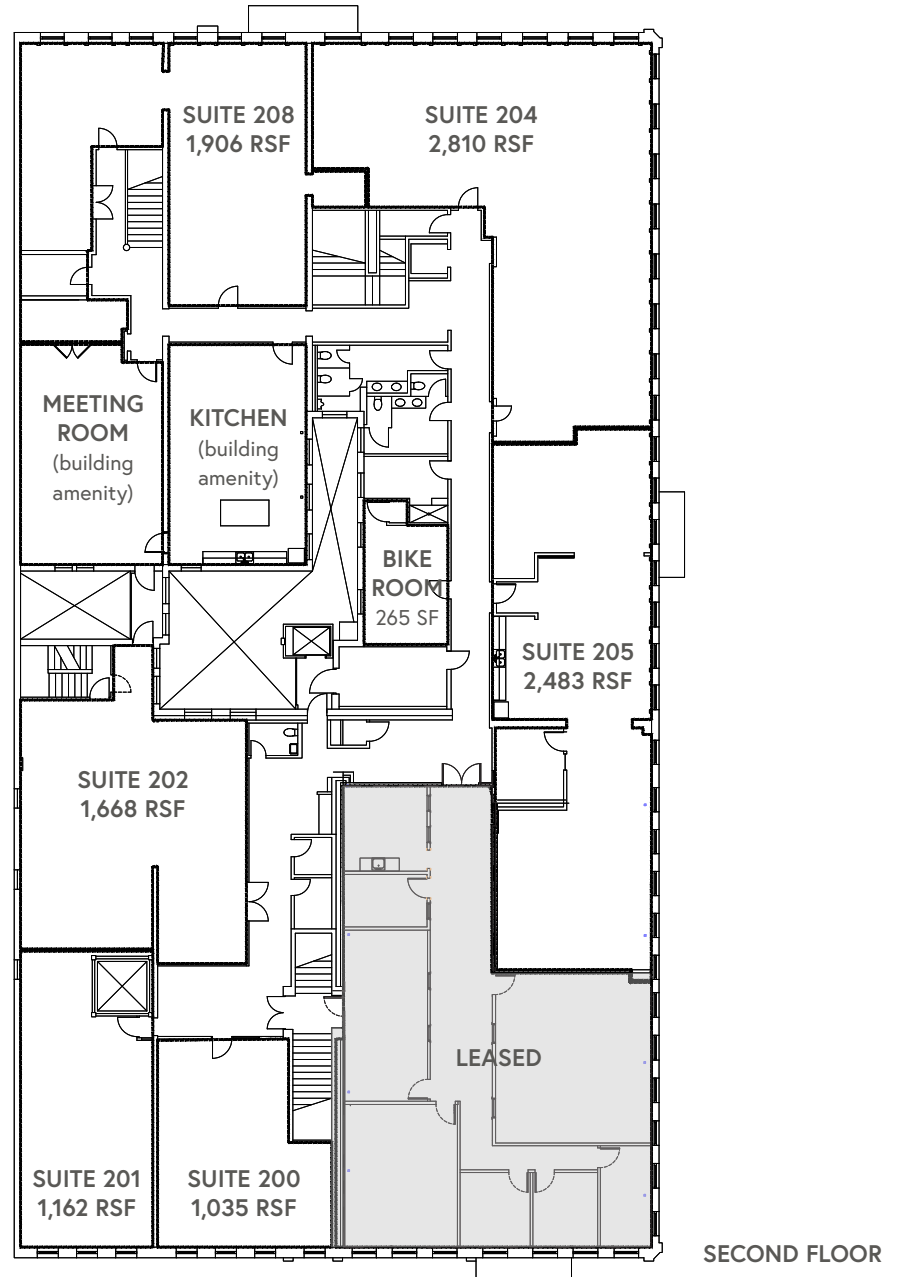 SUITE 208
1,906 RSF
SUITE 204
2,810 RSF
MEETING
ROOM
(building
amenity)
KITCHEN
(building
amenity)
BIKE
ROOM
265 SF
SUITE 205
2,483 RSF
SUITE 202
1,668 RSF
LEASED
SUITE 201
1,162 RSF
SUITE 200
1,035 RSF
SECOND FLOOR